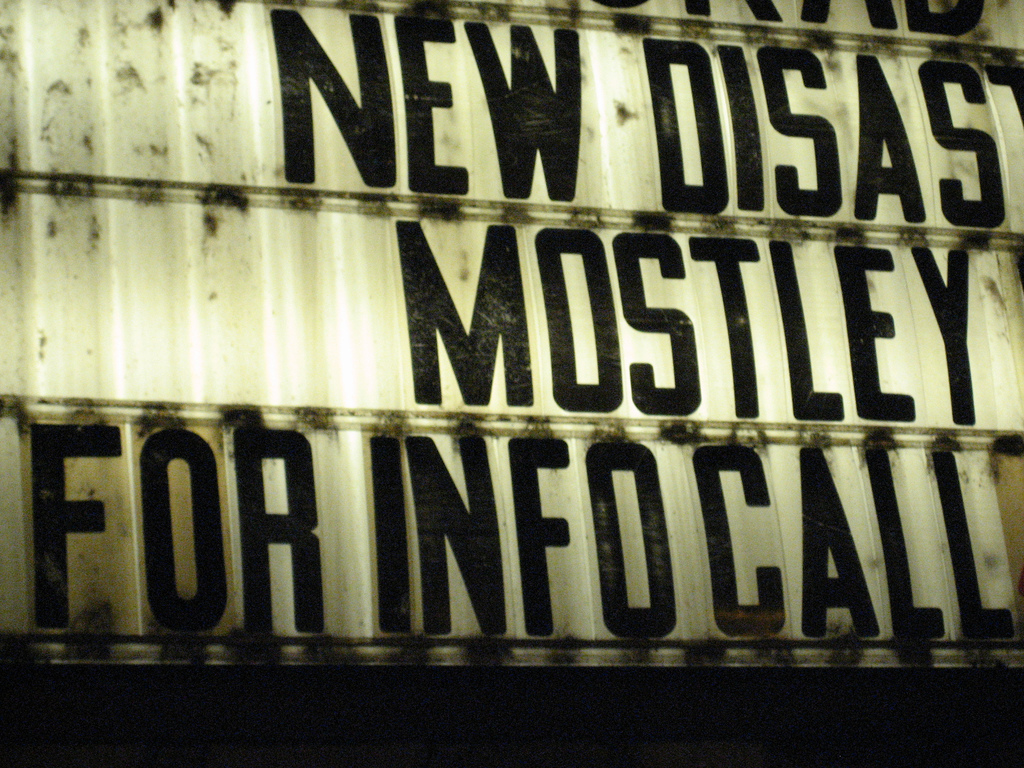 NEW DISAST
MOSTLEY
FOR INFO CALL